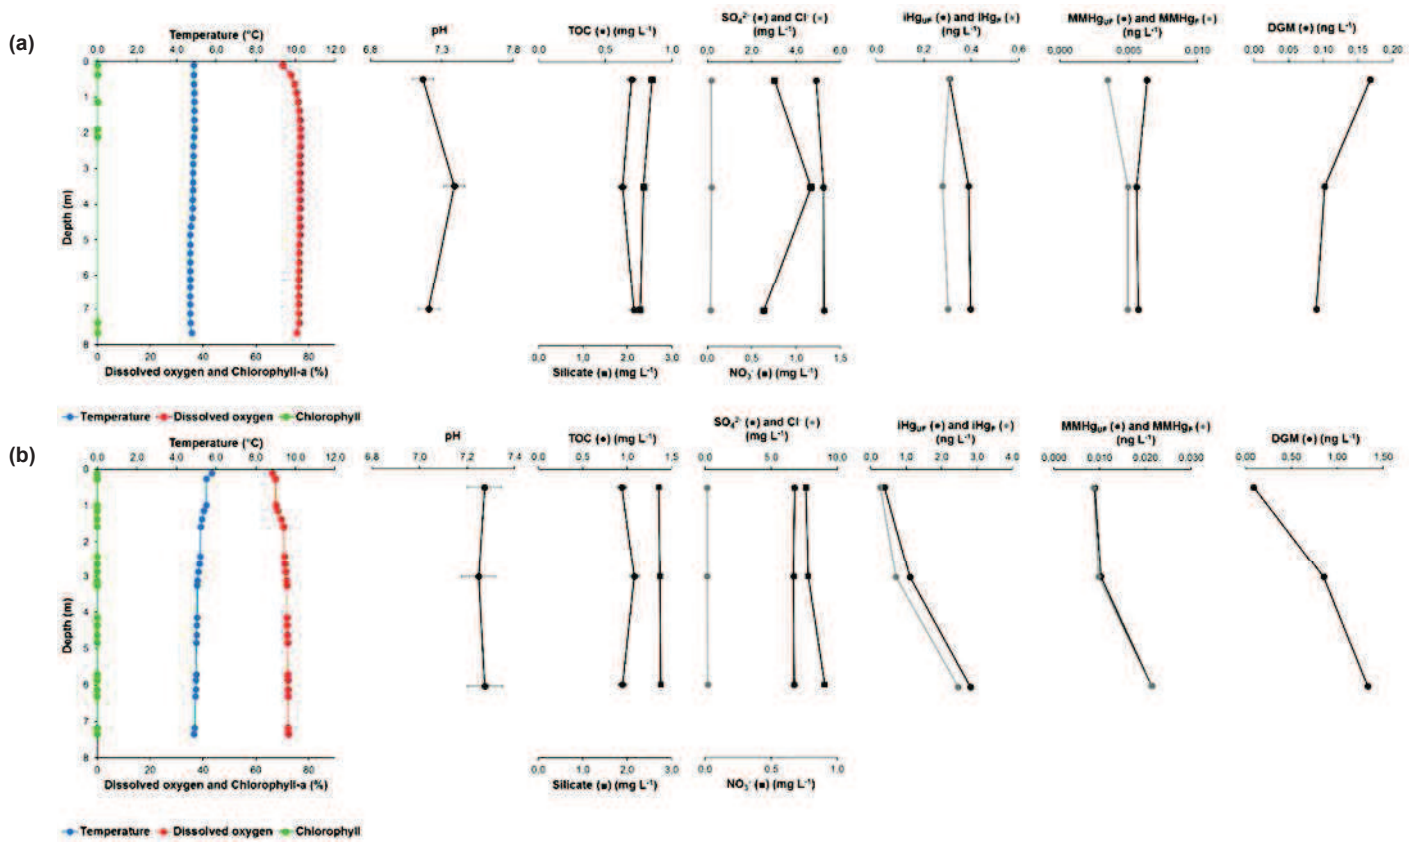 (a)
Temperature (°C)
0.0 2.0 4.0 6.0 8.0 10.0 12.0
pH
6.8 7.3 7.8
TOC (●) (mg L-1)
0.0 0.5 1.0
SO42- (●) and Cl- (●)
(mg L-1)
0.0 2.0 4.0 6.0
iHgUF (●) and iHgF (●)
(ng L-1)
0.0 0.2 0.4 0.6
MMHgUF (●) and MMHgF (●)
(ng L-1)
0.000 0.005 0.010
DGM (●) (ng L-1)
0.00 0.05 0.10 0.15 0.20
Depth (m)
0
1
2
3
4
5
6
7
8
0 20 40 60 80
Dissolved oxygen and Chlorophyll-a (%)
0.0 1.0 2.0 3.0
Silicate (■) (mg L-1)
0.0 0.5 1.0 1.5
NO3- (■) (mg L-1)
Temperature Dissolved oxygen Chlorophyll
(b)
Temperature (°C)
0.0 2.0 4.0 6.0 8.0 10.0 12.0
pH
6.8 7.0 7.2 7.4
TOC (●) (mg L-1)
0.0 0.5 1.0 1.5
SO42- (●) and Cl- (●)
(mg L-1)
0.0 5.0 10.0
iHgUF (●) and iHgF (●)
(ng L-1)
0.0 1.0 2.0 3.0 4.0
MMHgUF (●) and MMHgF (●)
(ng L-1)
0.000 0.010 0.020 0.030
DGM (●) (ng L-1)
0.00 0.50 1.00 1.50
Depth (m)
0
1
2
3
4
5
6
7
8
0 20 40 60 80
Dissolved oxygen and Chlorophyll-a (%)
0.0 1.0 2.0 3.0
Silicate (■) (mg L-1)
0.0 0.5 1.0
NO3- (■) (mg L-1)
Temperature Dissolved oxygen Chlorophyll